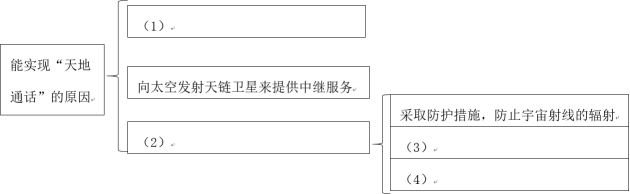 能实现“天地
通话”的原因
（1）
向太空发射天链卫星来提供中继服务
（2）
采取防护措施，防止宇宙射线的辐射
（3）
（4）